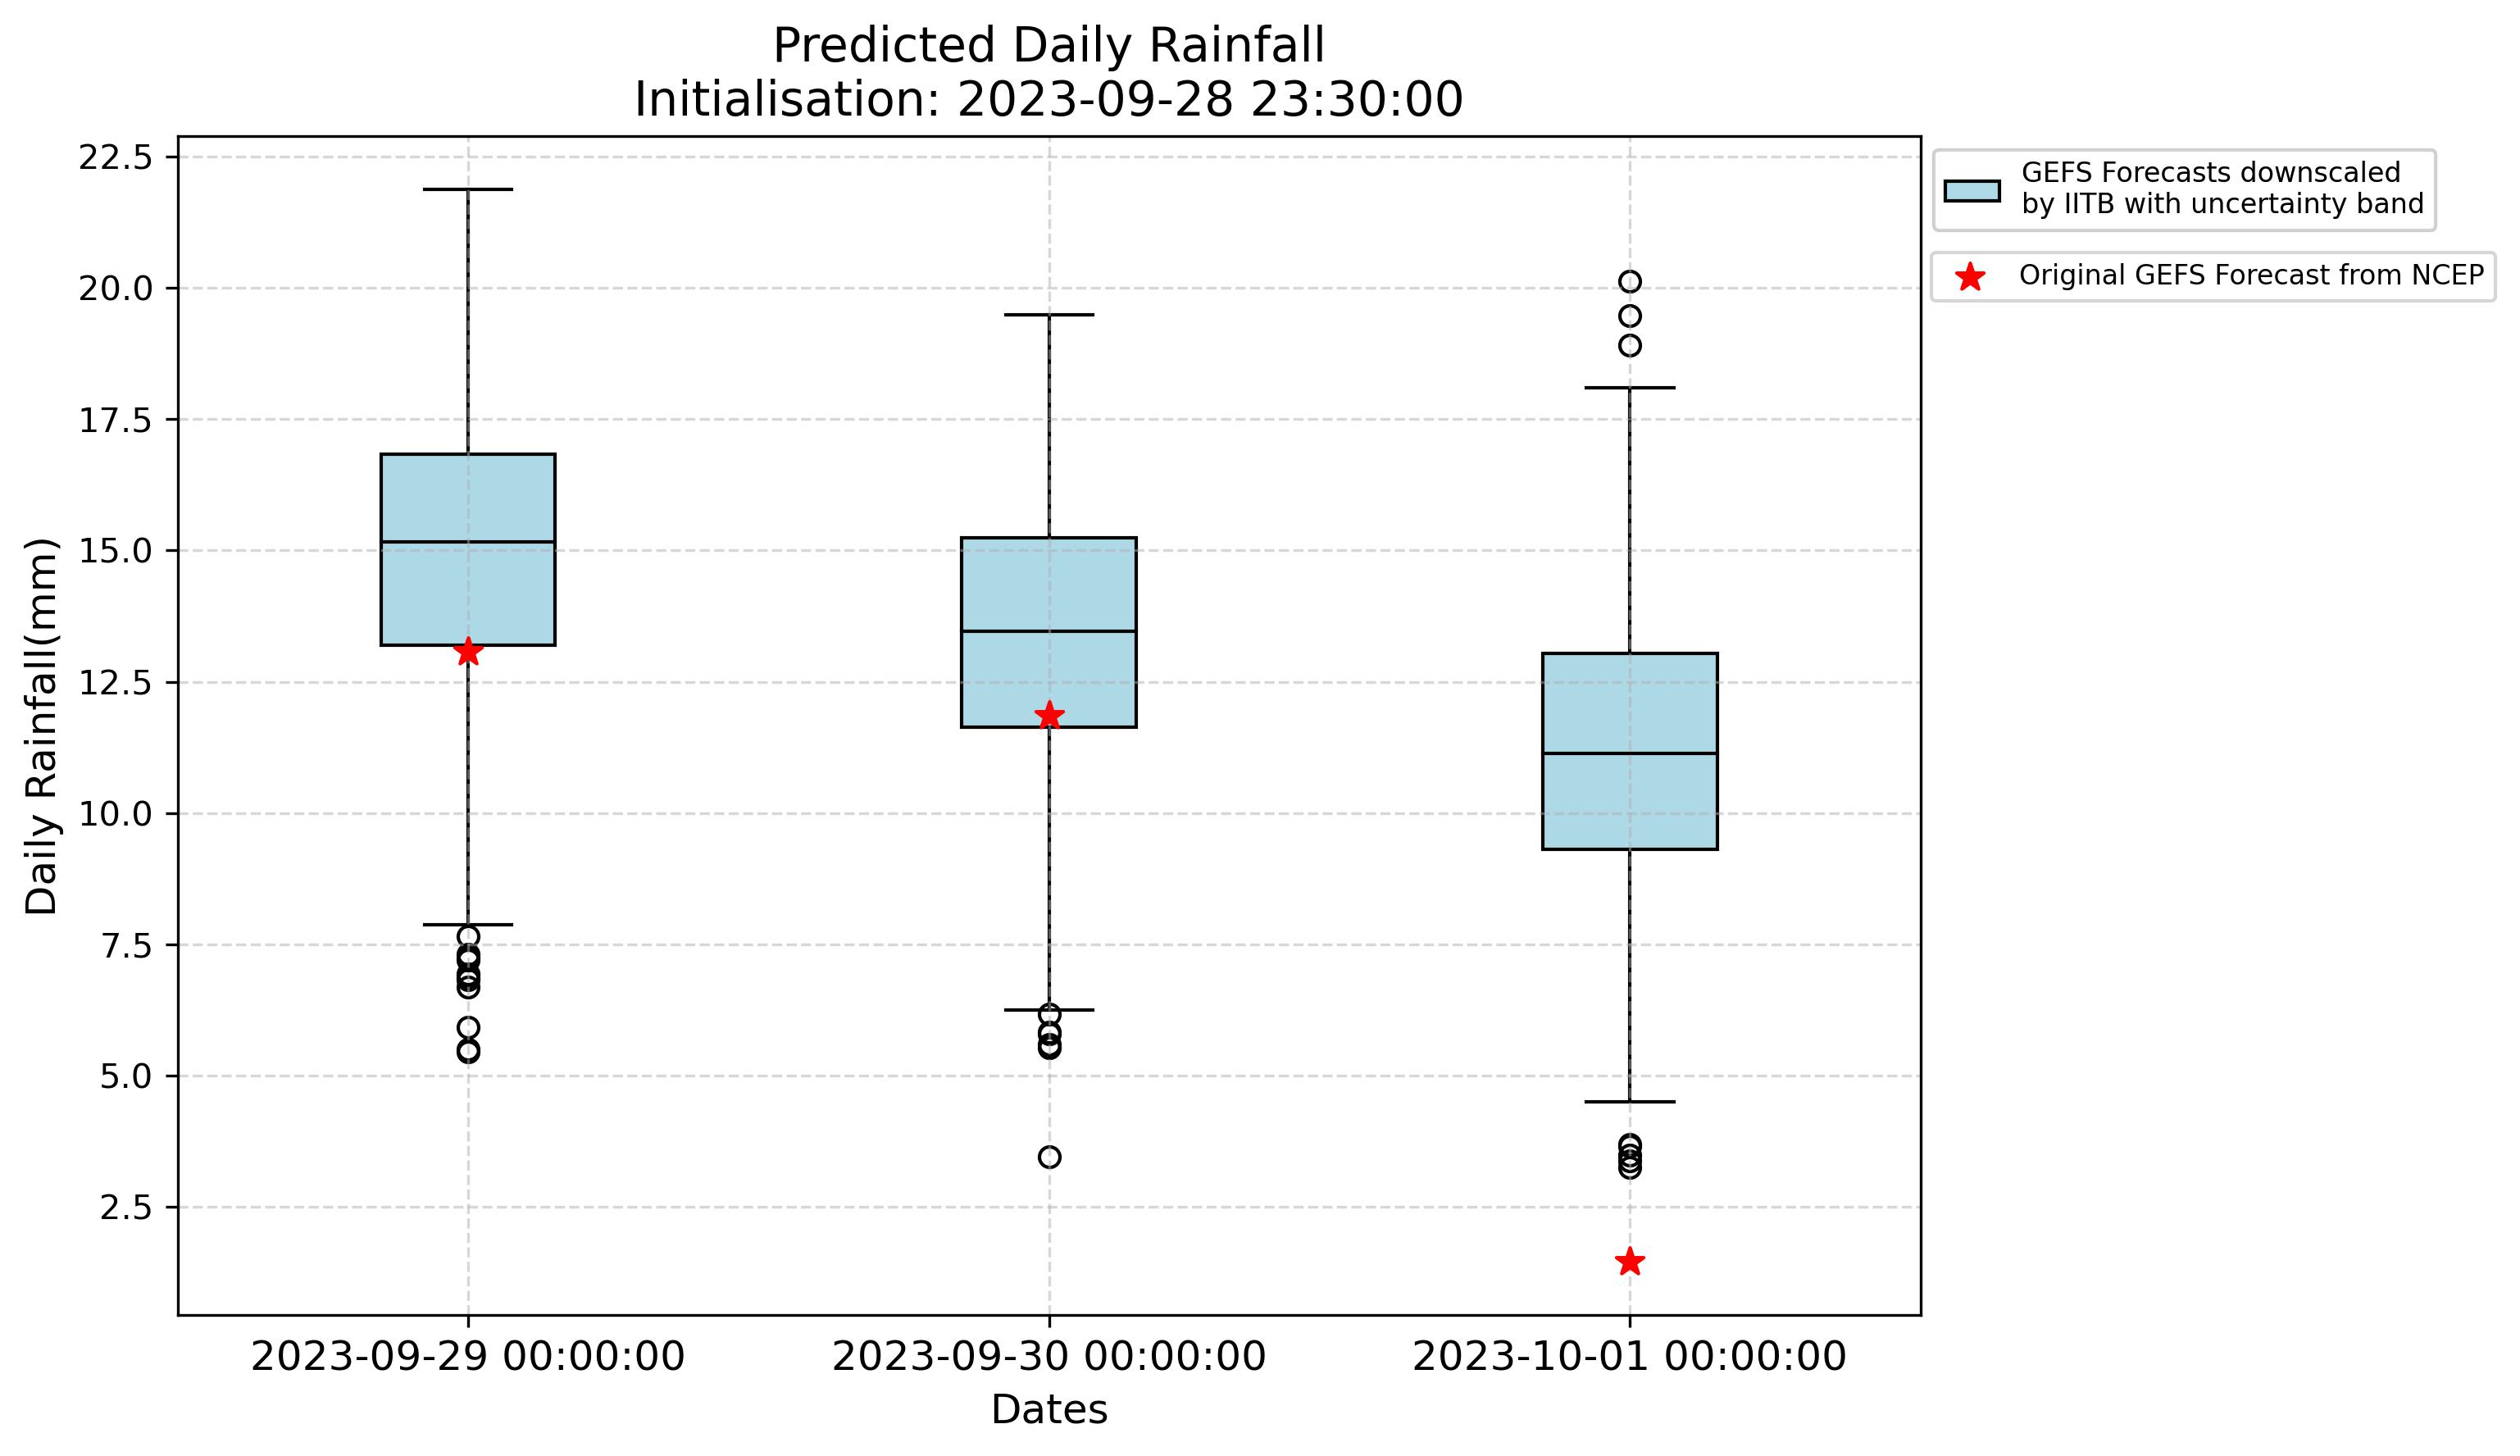 Predicted Daily Rainfall
Initialisation: 2023-09-28 23:30:00
GEFS Forecasts downscaled
by IITB with uncertainty band
Original GEFS Forecast from NCEP
Daily Rainfall(mm)
22.5
20.0
17.5
15.0
12.5
10.0
7.5
5.0
2.5
2023-09-29 00:00:00
2023-09-30 00:00:00
2023-10-01 00:00:00
Dates